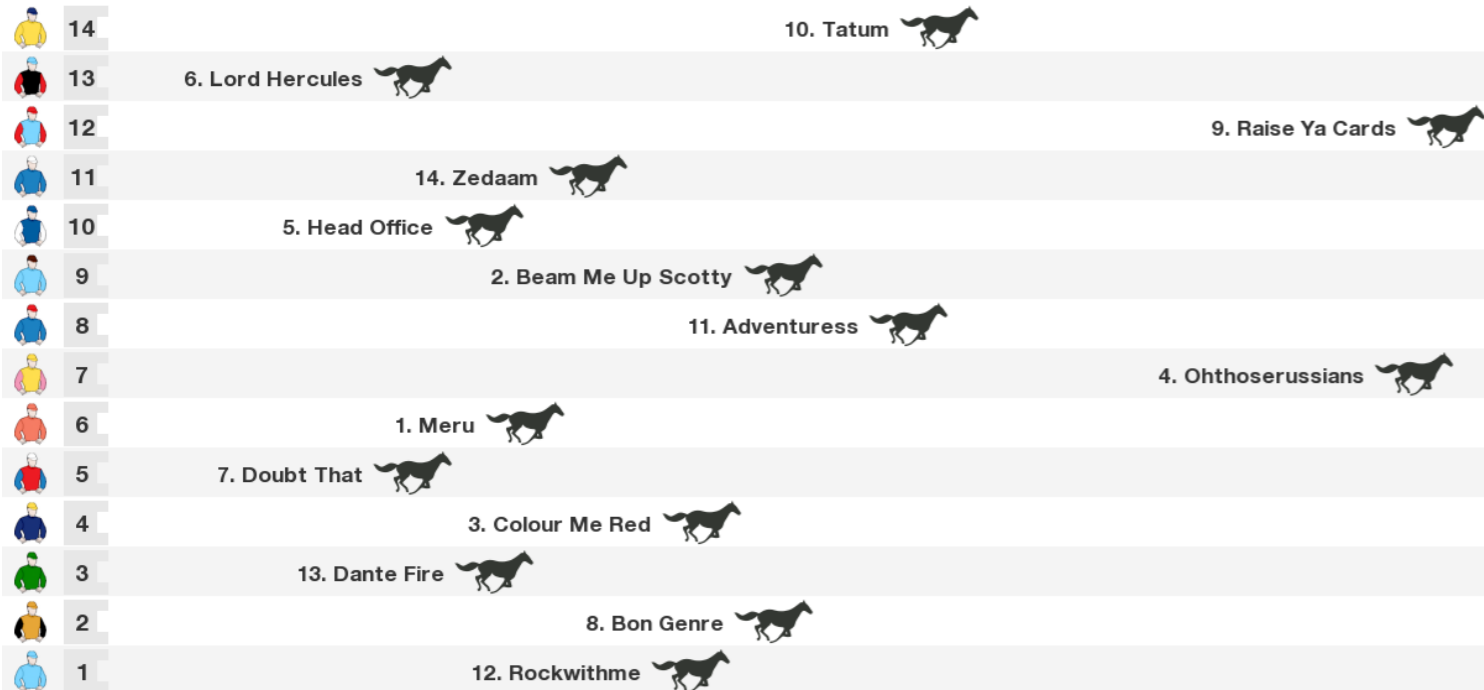 14 10. Tatum
13 6. Lord Hercules
12 9. Raise Ya Cards
11 14. Zedaam
10 5. Head Office
9 2. Beam Me Up Scotty
8 11. Adventuress
7 4. Ohthoserussians
6 1. Meru
5 7. Doubt That
4 3. Colour Me Red
3 13. Dante Fire
2 8. Bon Genre
1 12. Rockwithme